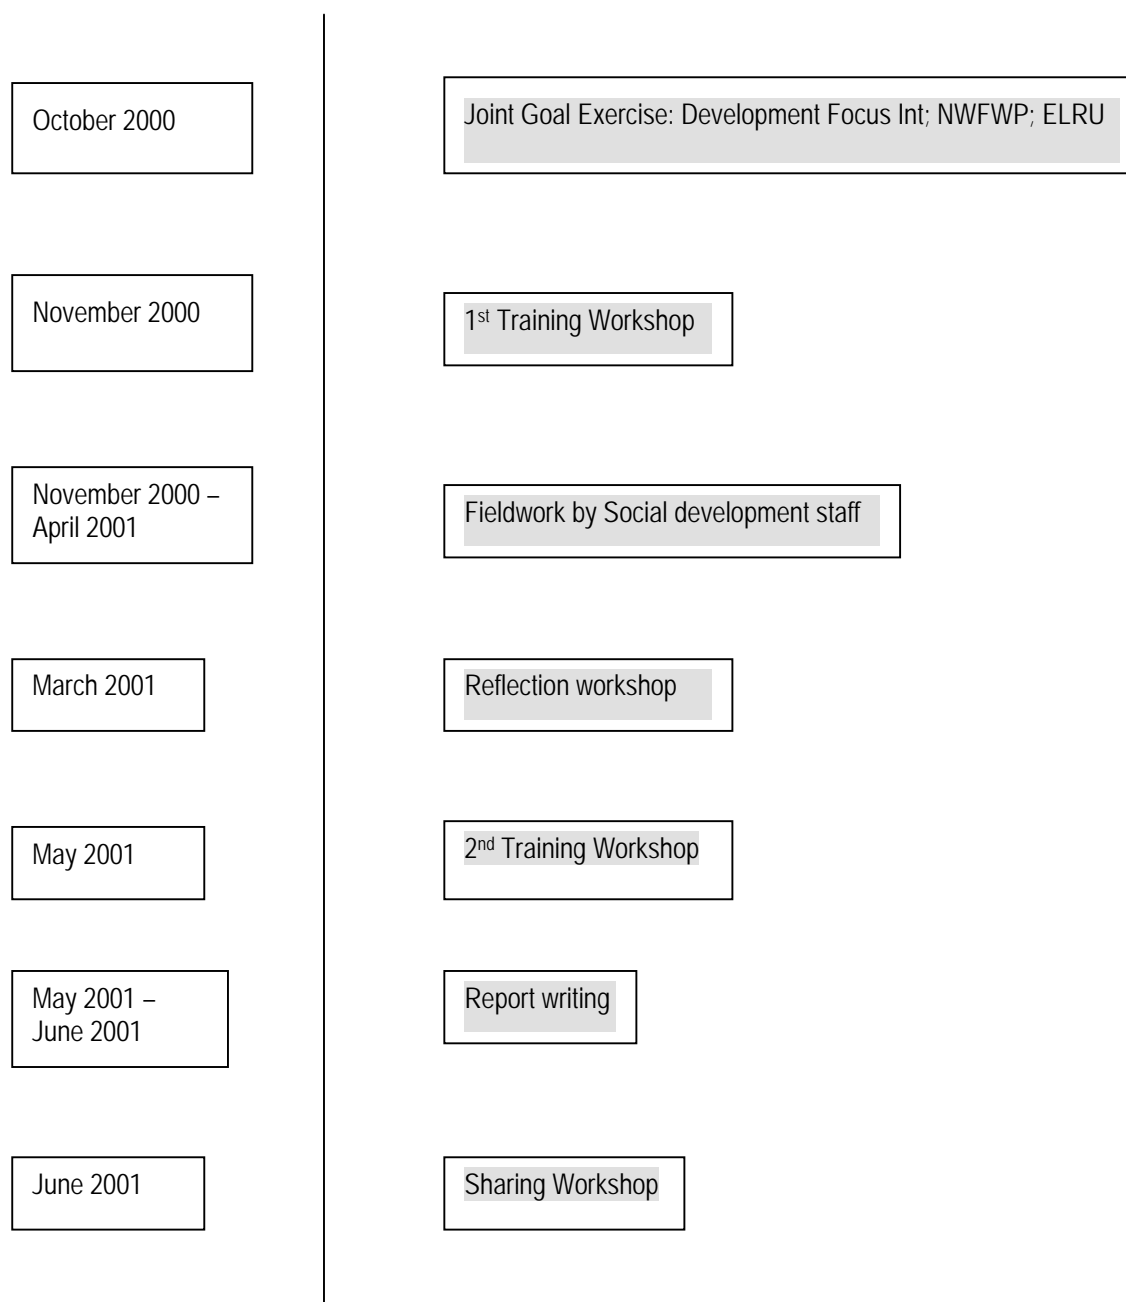 October 2000
Joint Goal Exercise: Development Focus Int; NWFWP; ELRU
November 2000
1st Training Workshop
November 2000 –
April 2001
Fieldwork by Social development staff
March 2001
Reflection workshop
May 2001
2nd Training Workshop
May 2001 –
June 2001
Report writing
June 2001
Sharing Workshop